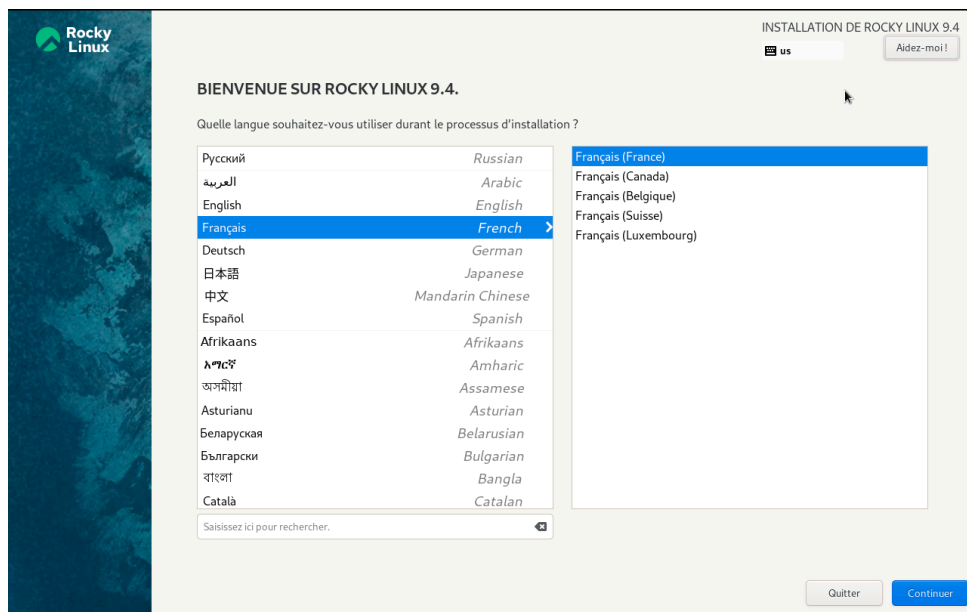 Rocky
Linux
INSTALLATION DE ROCKY LINUX 9.4
us
Aidez-moi !
BIENVENUE SUR ROCKY LINUX 9.4.
Quelle langue souhaitez-vous utiliser durant le processus d'installation ?
Русский Russian
العربية Arabic
English English
Français French
Deutsch German
日本語 Japanese
中文 Mandarin Chinese
Español Spanish
Afrikaans Afrikaans
አማርኛ Amharic
অসমীয়া Assamese
Asturianu Asturian
Беларуская Belarusian
Български Bulgarian
বাংলা Bangla
Català Catalan
Français (France)
Français (Canada)
Français (Belgique)
Français (Suisse)
Français (Luxembourg)
Saisissez ici pour rechercher.
Quitter
Continuer